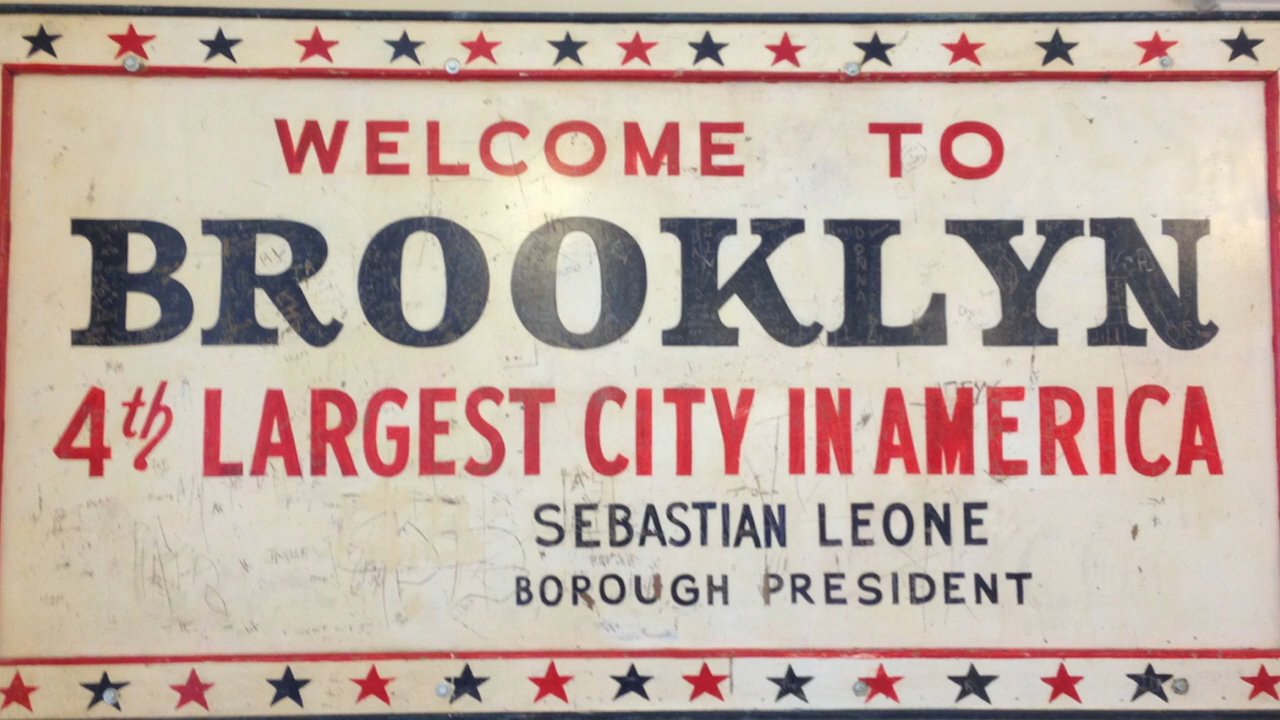 WELCOME TO
BROOKLYN
4th LARGEST CITY IN AMERICA
SEBASTIAN LEONE
BOROUGH PRESIDENT